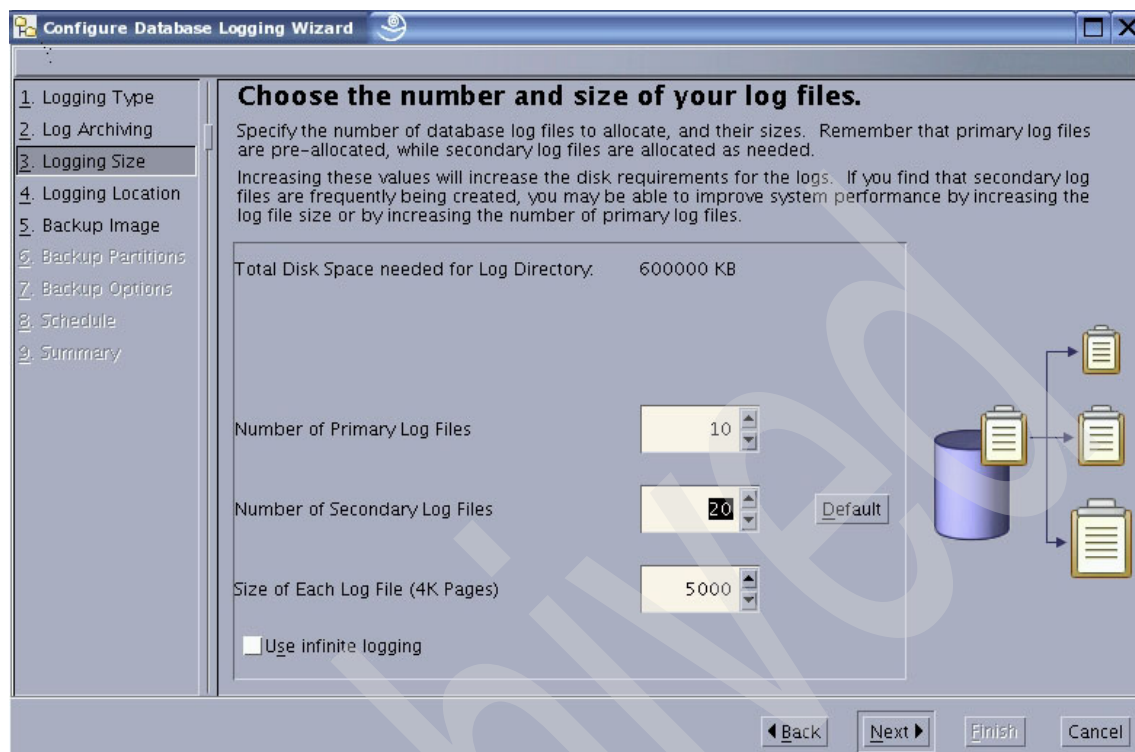 Configure Database Logging Wizard
1. Logging Type
2. Log Archiving
3. Logging Size
4. Logging Location
5. Backup Image
6. Backup Partitions
7. Backup Options
8. Schedule
9. Summary
Choose the number and size of your log files.
Specify the number of database log files to allocate, and their sizes. Remember that primary log files
are pre-allocated, while secondary log files are allocated as needed.
Increasing these values will increase the disk requirements for the logs. If you find that secondary log
files are frequently being created, you may be able to improve system performance by increasing the
log file size or by increasing the number of primary log files.
Total Disk Space needed for Log Directory: 600000 KB
Number of Primary Log Files 10
Number of Secondary Log Files 20 Default
Size of Each Log File (4K Pages) 5000
Use infinite logging
Back Next Finish Cancel
hived